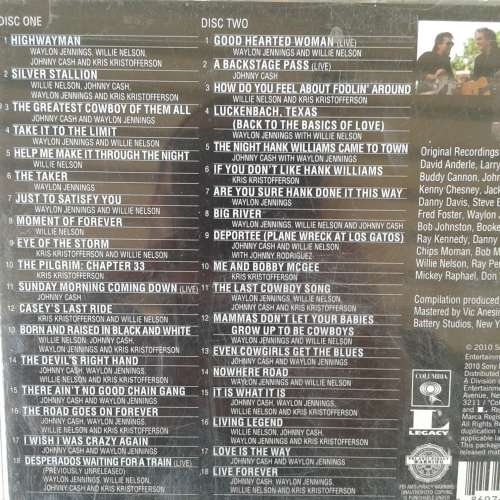 DISC ONE
1 HIGHWAYMAN
WAYLON JENNINGS, WILLIE NELSON,
JOHNNY CASH AND KRIS KRISTOFFERSON
2 SILVER STALLION
WILLIE NELSON, JOHNNY CASH,
WAYLON JENNINGS AND KRIS KRISTOFFERSON
3 THE GREATEST COWBOY OF THEM ALL
JOHNNY CASH AND WAYLON JENNINGS
4 TAKE IT TO THE LIMIT
WAYLON JENNINGS AND WILLIE NELSON
5 HELP ME MAKE IT THROUGH THE NIGHT
WILLIE NELSON
6 THE TAKER
WAYLON JENNINGS
7 JUST TO SATISFY YOU
WAYLON JENNINGS AND WILLIE NELSON
8 MOMENT OF FOREVER
WILLIE NELSON
9 EYE OF THE STORM
KRIS KRISTOFFERSON AND WILLIE NELSON
10 THE PILGRIM: CHAPTER 33
KRIS KRISTOFFERSON
11 SUNDAY MORNING COMING DOWN (LIVE)
JOHNNY CASH
12 CASEY'S LAST RIDE
KRIS KRISTOFFERSON AND WILLIE NELSON
13 BORN AND RAISED IN BLACK AND WHITE
WILLIE NELSON, JOHNNY CASH,
WAYLON JENNINGS AND KRIS KRISTOFFERSON
14 THE DEVIL'S RIGHT HAND
WAYLON JENNINGS, JOHNNY CASH,
WILLIE NELSON AND KRIS KRISTOFFERSON
15 THERE AIN'T NO GOOD CHAIN GANG
JOHNNY CASH AND WAYLON JENNINGS
16 THE ROAD GOES ON FOREVER
WAYLON JENNINGS, JOHNNY CASH,
WILLIE NELSON AND KRIS KRISTOFFERSON
17 I WISH I WAS CRAZY AGAIN
JOHNNY CASH AND WAYLON JENNINGS
18 DESPERADOS WAITING FOR A TRAIN (LIVE)
(PREVIOUSLY UNRELEASED)
WAYLON JENNINGS, WILLIE NELSON,
JOHNNY CASH AND KRIS KRISTOFFERSON
DISC TWO
1 GOOD HEARTED WOMAN (LIVE)
WAYLON JENNINGS AND WILLIE NELSON
2 A BACKSTAGE PASS (LIVE)
JOHNNY CASH
3 HOW DO YOU FEEL ABOUT FOOLIN' AROUND
WILLIE NELSON AND KRIS KRISTOFFERSON
4 LUCKENBACH, TEXAS
(BACK TO THE BASICS OF LOVE)
WAYLON JENNINGS WITH WILLIE NELSON
5 THE NIGHT HANK WILLIAMS CAME TO TOWN
JOHNNY CASH WITH WAYLON JENNINGS
6 IF YOU DON'T LIKE HANK WILLIAMS
KRIS KRISTOFFERSON
7 ARE YOU SURE HANK DONE IT THIS WAY
WAYLON JENNINGS
8 BIG RIVER
WAYLON JENNINGS, WILLIE NELSON AND JOHNNY CASH
9 DEPORTEE (PLANE WRECK AT LOS GATOS)
JOHNNY CASH AND WILLIE NELSON
WITH JOHNNY RODRIGUEZ
10 ME AND BOBBY MCGEE
KRIS KRISTOFFERSON
11 THE LAST COWBOY SONG
WILLIE NELSON, WAYLON JENNINGS,
JOHNNY CASH AND KRIS KRISTOFFERSON
12 MAMMAS DON'T LET YOUR BABIES
GROW UP TO BE COWBOYS
WAYLON JENNINGS AND WILLIE NELSON
13 EVEN COWGIRLS GET THE BLUES
JOHNNY CASH AND WAYLON JENNINGS
14 NOWHERE ROAD
WAYLON JENNINGS AND WILLIE NELSON
15 IT IS WHAT IT IS
JOHNNY CASH, WAYLON JENNINGS,
WILLIE NELSON AND KRIS KRISTOFFERSON
16 LIVING LEGEND
WILLIE NELSON, JOHNNY CASH,
WAYLON JENNINGS AND KRIS KRISTOFFERSON
17 LOVE IS THE WAY
KRIS KRISTOFFERSON
18 LIVE FOREVER
Original Recordings
David Anderle, Larry
Buddy Cannon, John
Kenny Chesney, Jac
Danny Davis, Steve E
Fred Foster, Waylon
Bob Johnston, Booke
Ray Kennedy, Danny
Chips Moman, Bob M
Willie Nelson, Ray Pe
Mickey Raphael, Don
Compilation produced
Mastered by Vic Anesin
Battery Studios, New Y
© 2010 S
Entertainment
2010 Sony
Entertainment
A Division
COLUMBIA
LEGACY